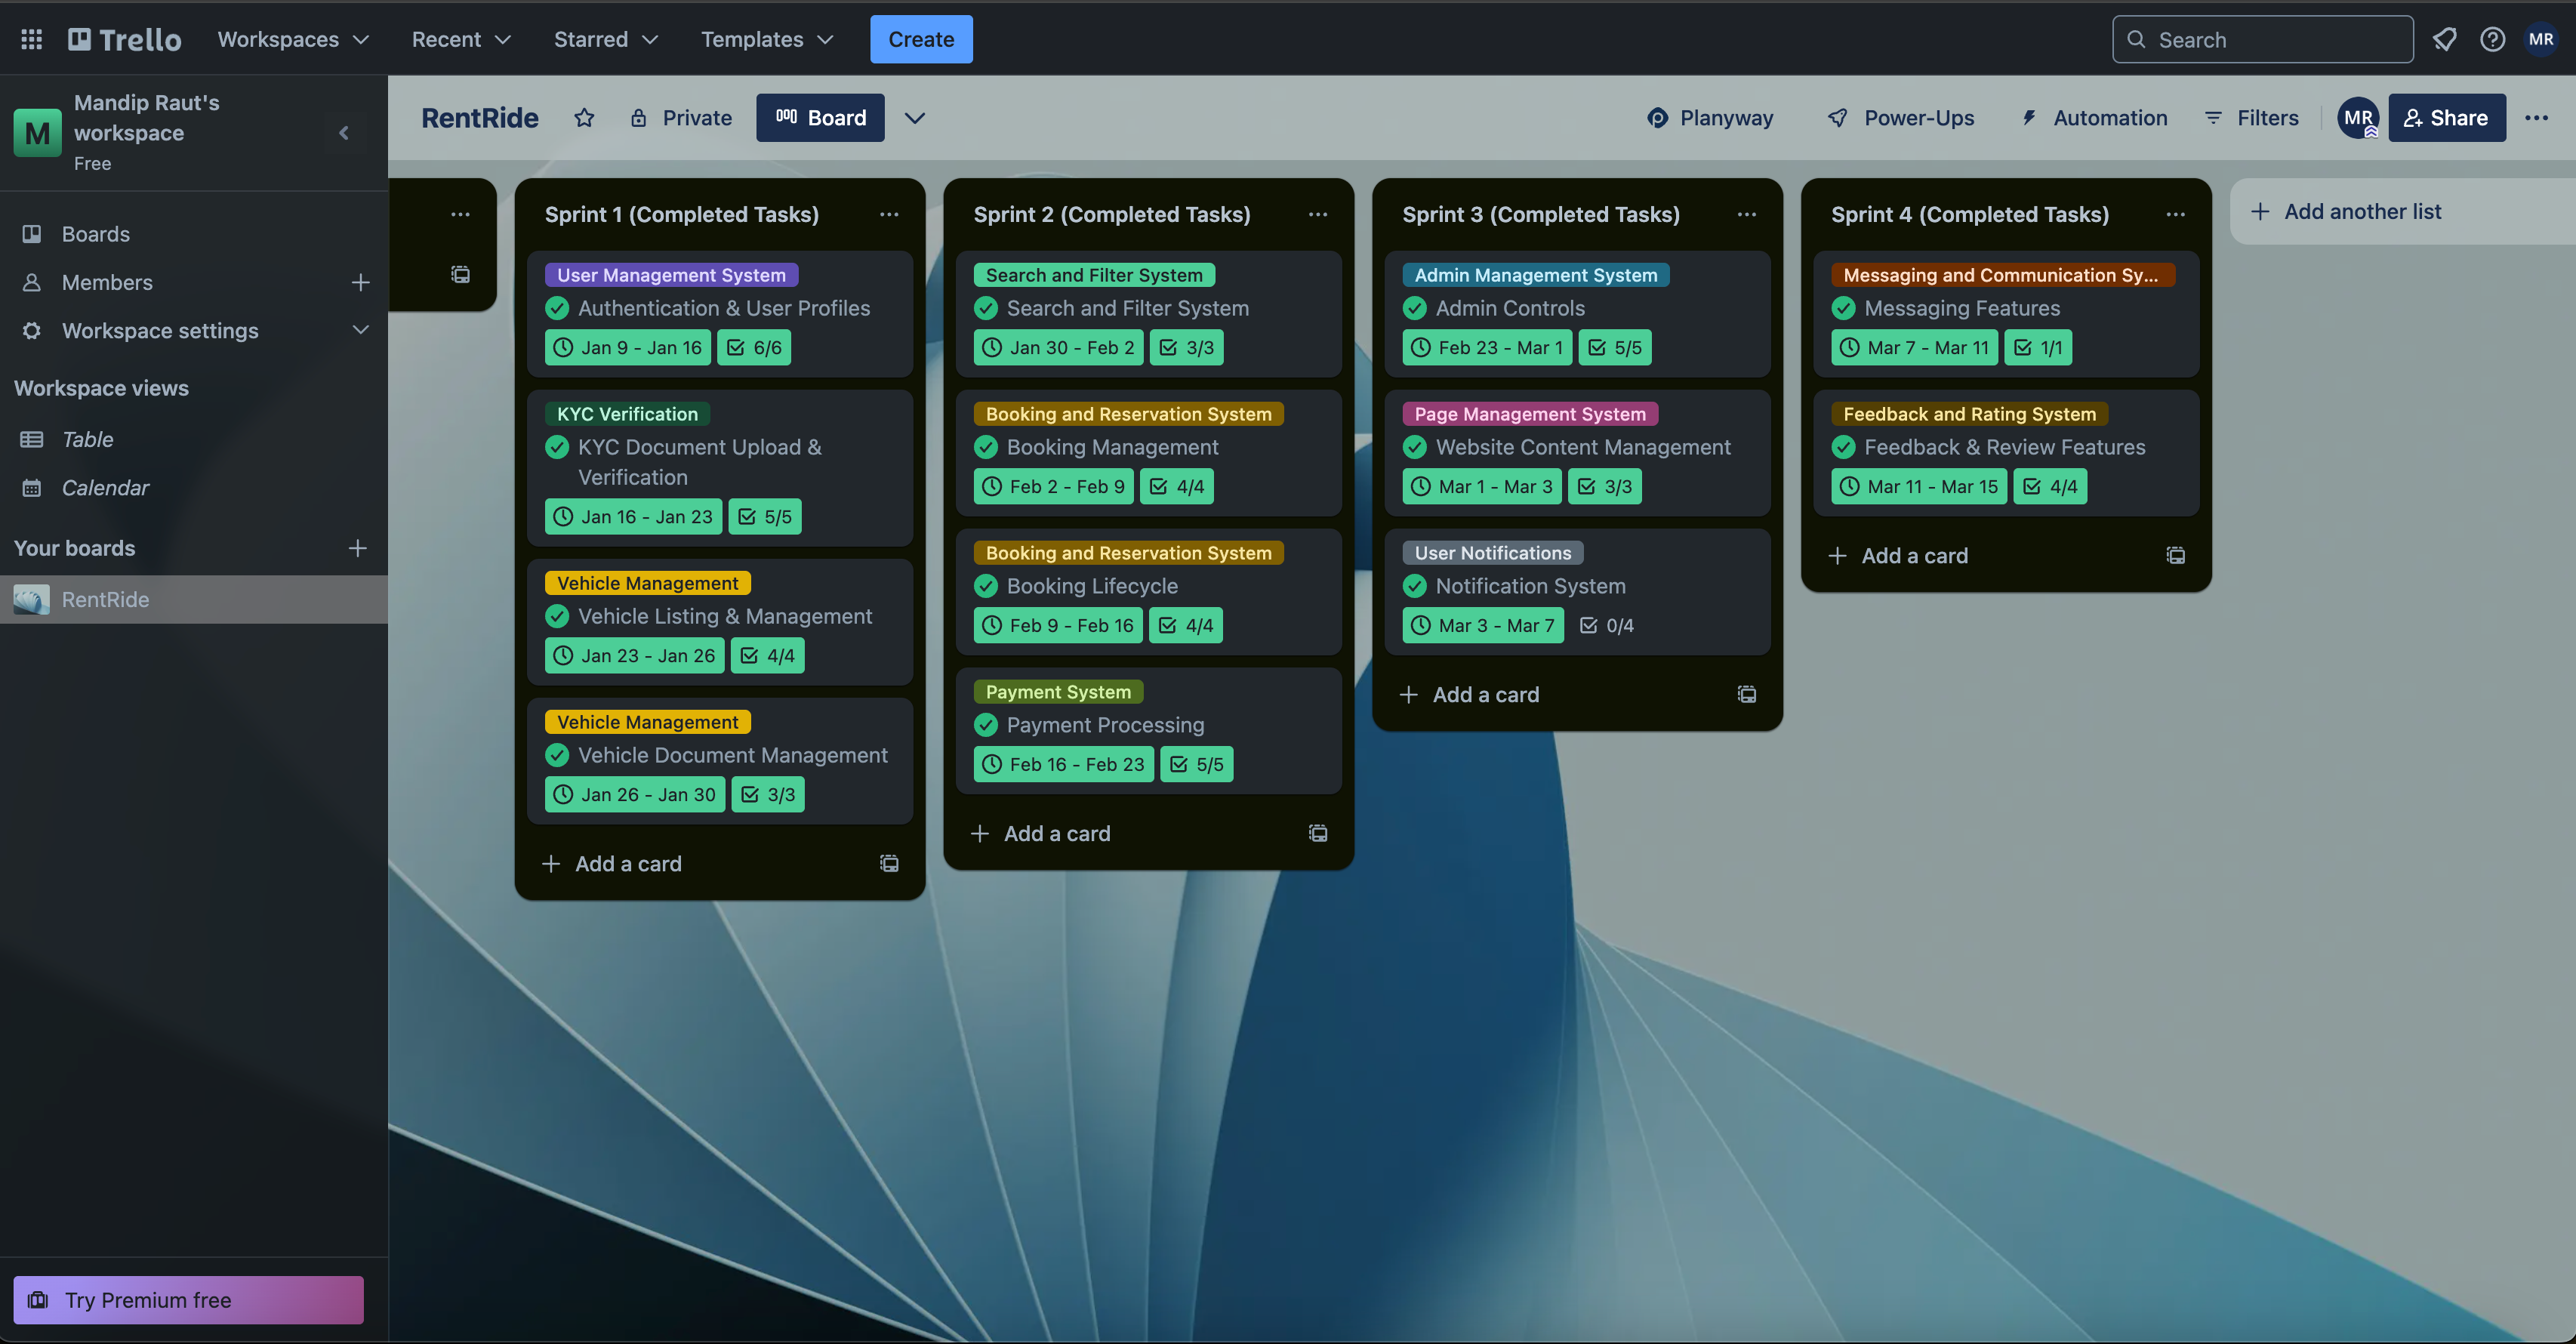 Trello
Workspaces
Recent
Starred
Templates
Create
Search
MR
M
Mandip Raut's
workspace
Free
RentRide
Private
Board
Planyway
Power-Ups
Automation
Filters
MR
Share
Boards
Members
Workspace settings
Workspace views
Table
Calendar
Your boards
RentRide
Try Premium free
Sprint 1 (Completed Tasks)
User Management System
Authentication & User Profiles
Jan 9 - Jan 16 6/6
KYC Verification
KYC Document Upload &
Verification
Jan 16 - Jan 23 5/5
Vehicle Management
Vehicle Listing & Management
Jan 23 - Jan 26 4/4
Vehicle Management
Vehicle Document Management
Jan 26 - Jan 30 3/3
Add a card
Sprint 2 (Completed Tasks)
Search and Filter System
Search and Filter System
Jan 30 - Feb 2 3/3
Booking and Reservation System
Booking Management
Feb 2 - Feb 9 4/4
Booking and Reservation System
Booking Lifecycle
Feb 9 - Feb 16 4/4
Payment System
Payment Processing
Feb 16 - Feb 23 5/5
Add a card
Sprint 3 (Completed Tasks)
Admin Management System
Admin Controls
Feb 23 - Mar 1 5/5
Page Management System
Website Content Management
Mar 1 - Mar 3 3/3
User Notifications
Notification System
Mar 3 - Mar 7 0/4
Add a card
Sprint 4 (Completed Tasks)
Messaging and Communication Sy...
Messaging Features
Mar 7 - Mar 11 1/1
Feedback and Rating System
Feedback & Review Features
Mar 11 - Mar 15 4/4
Add a card
Add another list